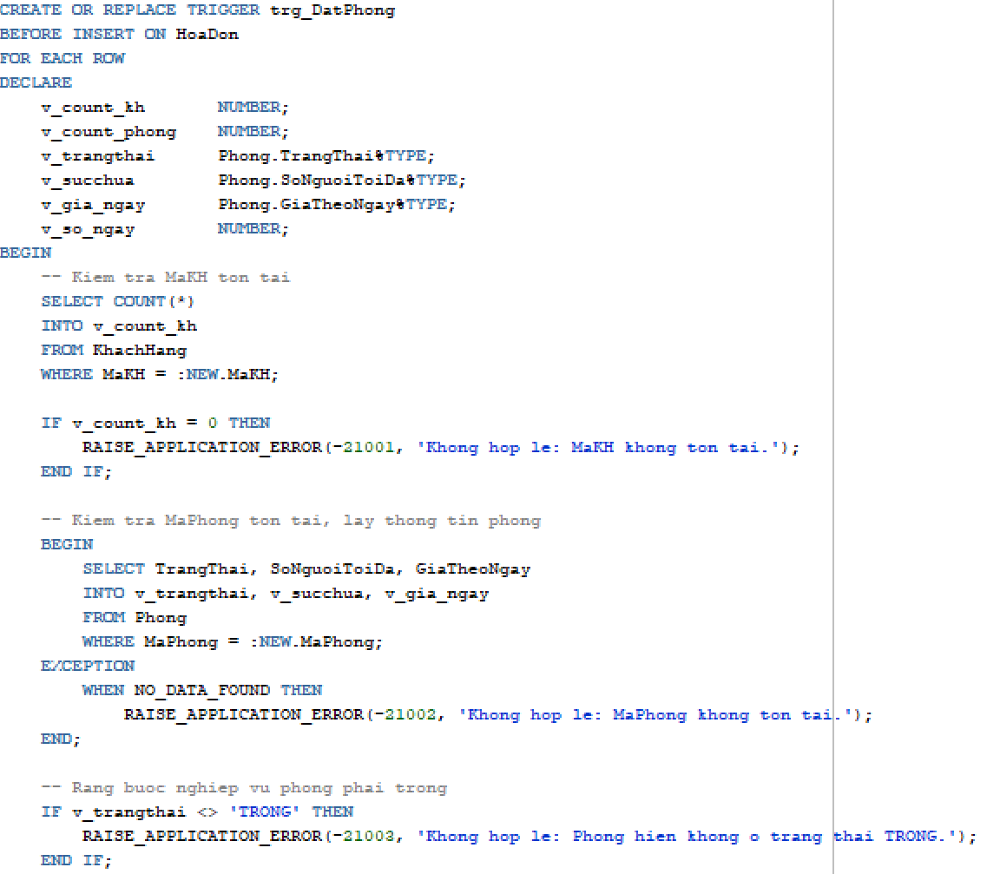 CREATE OR REPLACE TRIGGER trg_DatPhong
BEFORE INSERT ON HoaDon
FOR EACH ROW
DECLARE
    v_count_kh       NUMBER;
    v_count_phong    NUMBER;
    v_trangthai      Phong.TrangThai%TYPE;
    v_succhua        Phong.SoNguoiToiDa%TYPE;
    v_gia_ngay       Phong.GiaTheoNgay%TYPE;
    v_so_ngay        NUMBER;
BEGIN
    -- Kiem tra MaKH ton tai
    SELECT COUNT(*)
    INTO v_count_kh
    FROM KhachHang
    WHERE MaKH = :NEW.MaKH;

    IF v_count_kh = 0 THEN
        RAISE_APPLICATION_ERROR(-21001, 'Khong hop le: MaKH khong ton tai.');
    END IF;

    -- Kiem tra MaPhong ton tai, lay thong tin phong
    BEGIN
        SELECT TrangThai, SoNguoiToiDa, GiaTheoNgay
        INTO v_trangthai, v_succhua, v_gia_ngay
        FROM Phong
        WHERE MaPhong = :NEW.MaPhong;
    EXCEPTION
        WHEN NO_DATA_FOUND THEN
            RAISE_APPLICATION_ERROR(-21002, 'Khong hop le: MaPhong khong ton tai.');
    END;

    -- Rang buoc nghiep vu phong phai trong
    IF v_trangthai <> 'TRONG' THEN
        RAISE_APPLICATION_ERROR(-21003, 'Khong hop le: Phong hien khong o trang thai TRONG.');
    END IF;